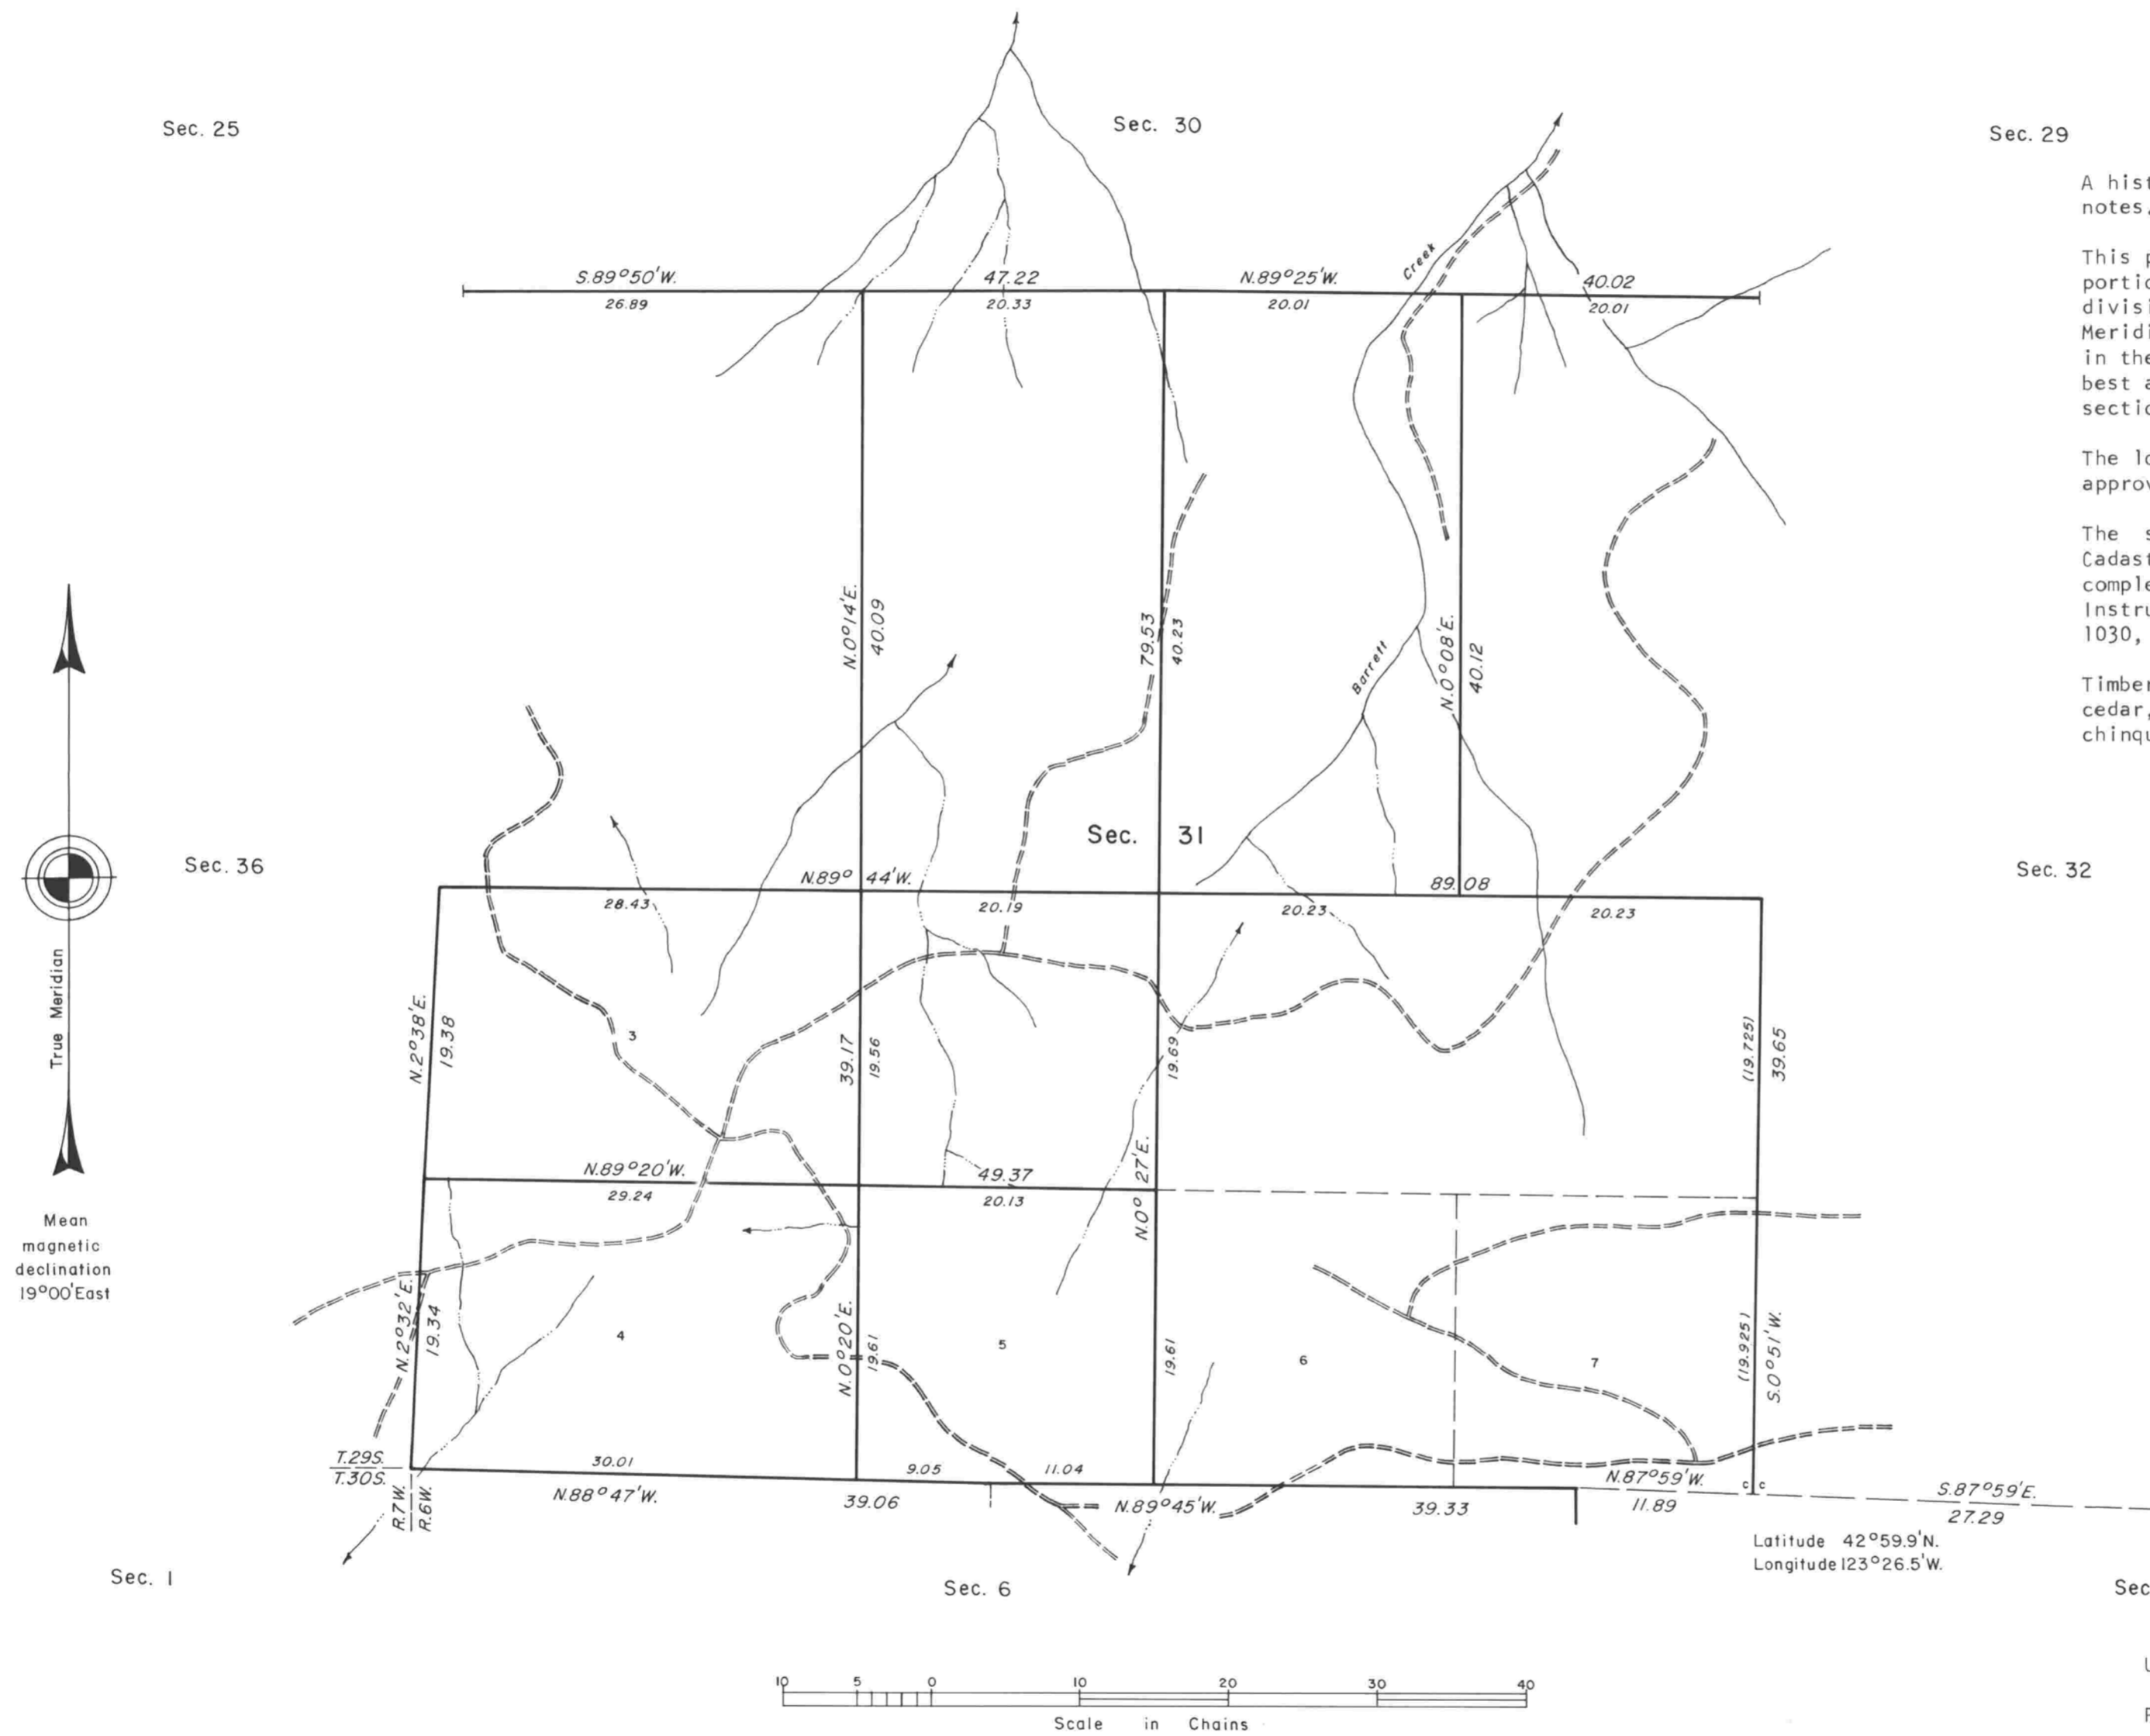 Sec. 25
Sec. 30
Sec. 29
A hist
notes.
This p
portio
divisi
Meridi
in the
best a
sectio
The lo
approv
The s
Cadast
comple
Instru
1030,
Timber
cedar,
chinqu
S.89°50'W.
47.22
N.89°25'W.
40.02
26.89
20.33
20.01
20.01
Creek
N.0°14'E.
40.09
79.53
40.23
Barrett
N.0°08'E.
40.12
Sec. 36
Sec. 31
Sec. 32
N.89° 44'W.
89.08
28.43
20.19
20.23
20.23
True Meridian
N.2°38'E.
19.38
3
39.17
19.56
19.69
(19.725)
39.65
N.89°20'W.
49.37
29.24
20.13
N.0° 27'E.
Mean
magnetic
declination
19°00'East
N.2°32'E.
19.34
4
N.0°20'E.
19.61
5
19.61
6
7
(19.925)
S.0°51'W.
T.29S.
T.30S.
R.7W.
R.6W.
30.01
9.05
11.04
N.88°47'W.
39.06
N.89°45'W.
39.33
N.87°59'W.
11.89
C C
S.87°59'E.
27.29
Latitude 42°59.9'N.
Longitude 123°26.5'W.
Sec. 1
Sec. 6
Sec
10 5 0 10 20 30 40
Scale in Chains